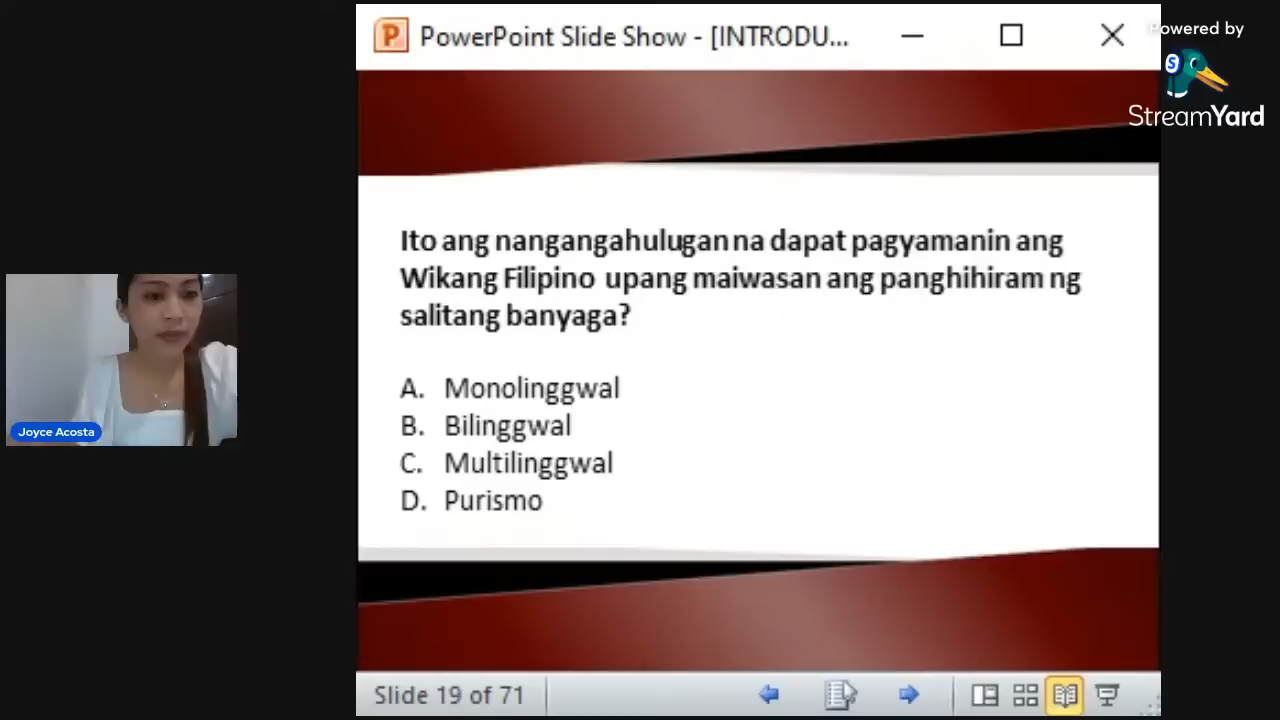 PowerPoint Slide Show - [INTRODU...
Powered by
StreamYard
Ito ang nangangahulugan na dapat pagyamanin ang
Wikang Filipino upang maiwasan ang panghihiram ng
salitang banyaga?
A. Monolinggwal
B. Bilinggwal
C. Multilinggwal
D. Purismo
Joyce Acosta
Slide 19 of 71